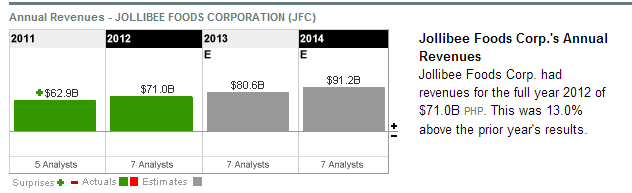 Annual Revenues - JOLLIBEE FOODS CORPORATION (JFC)
2011 2012 2013 2014
E E
+$62.9B $71.0B $80.6B $91.2B
+
−
5 Analysts 7 Analysts 7 Analysts 7 Analysts
Surprises + − Actuals Estimates
Jollibee Foods Corp.'s Annual
Revenues
Jollibee Foods Corp. had
revenues for the full year 2012 of
$71.0B PHP. This was 13.0%
above the prior year's results.